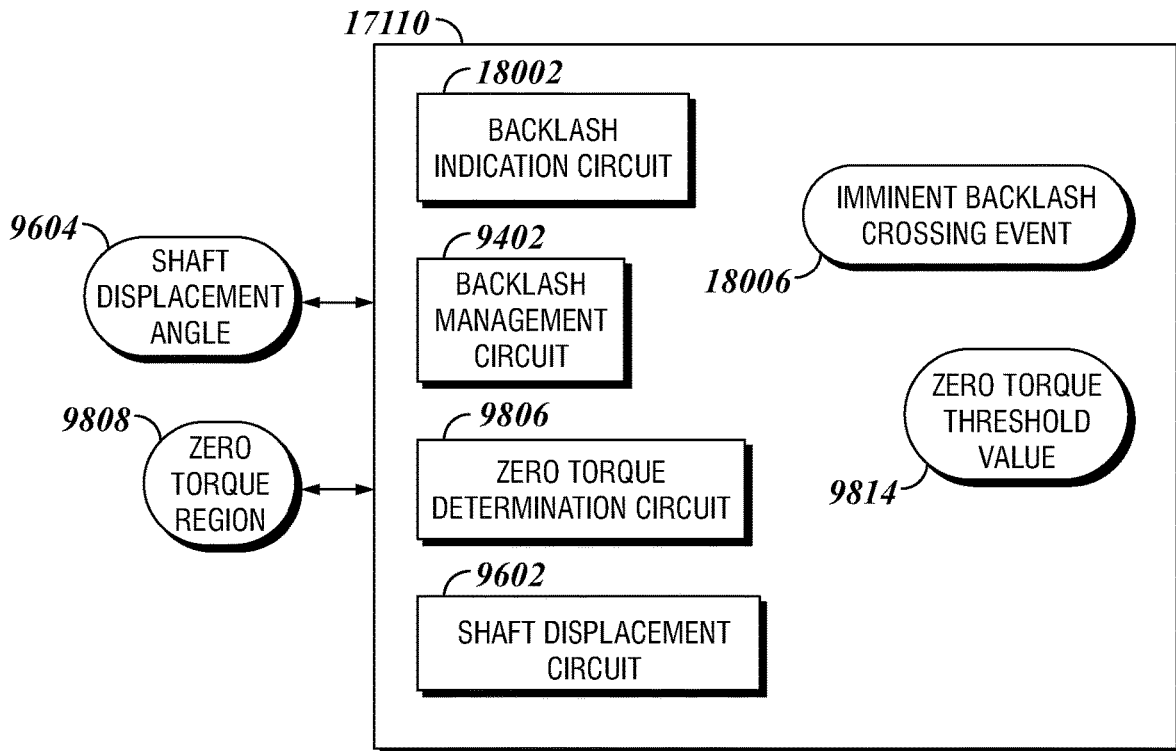 17110
18002
BACKLASH
INDICATION CIRCUIT
IMMINENT BACKLASH
CROSSING EVENT
18006
9604
SHAFT
DISPLACEMENT
ANGLE
9402
BACKLASH
MANAGEMENT
CIRCUIT
ZERO TORQUE
THRESHOLD
VALUE
9814
9808
ZERO
TORQUE
REGION
9806
ZERO TORQUE
DETERMINATION CIRCUIT
9602
SHAFT DISPLACEMENT
CIRCUIT